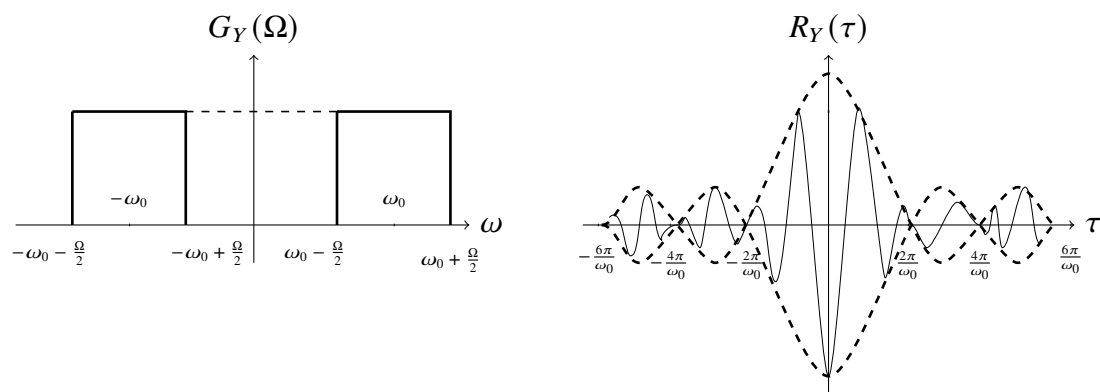 G_Y(Ω)
R_Y(τ)
-ω₀
ω₀
ω
τ
-ω₀ - Ω/2
-ω₀ + Ω/2
ω₀ - Ω/2
ω₀ + Ω/2
-6π/ω₀
-4π/ω₀
-2π/ω₀
2π/ω₀
4π/ω₀
6π/ω₀